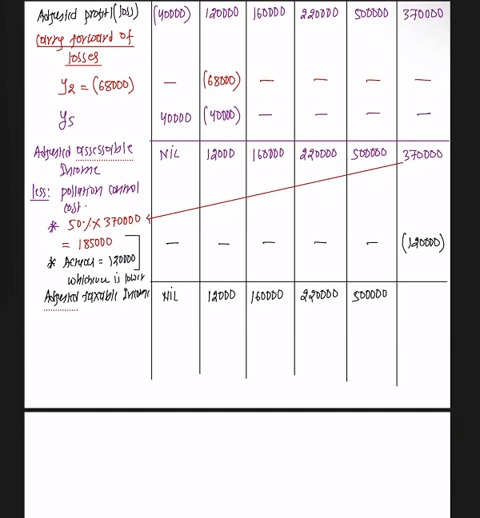 Adjusted profit/(loss) (40000) 120000 160000 220000 500000 370000
Carry forward of
losses
Y2 = (68000) — (68000) — — — —
Y5 40000 (40000) — — — —
Adjusted assessable NIL 12000 160000 220000 500000 370000
Income
less: pollution control
cost.
* 50% X 370000
= 185000 — — — — — (120000)
* Actual = 120000
whichever is lower
Adjusted taxable Income NIL 12000 160000 220000 500000